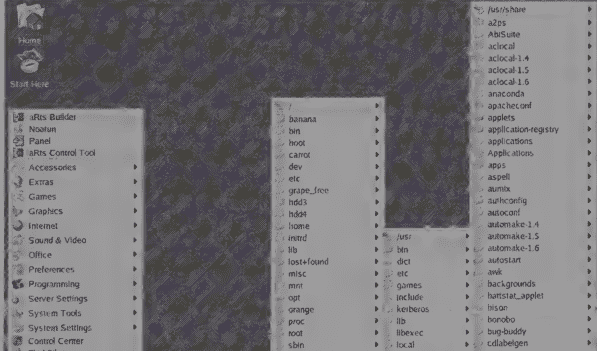 Home
Start Here
aRts Builder
Noatun
Panel
aRts Control Tool
Accessories
Extras
Games
Graphics
Internet
Sound & Video
Office
Preferences
Programming
Server Settings
System Tools
System Settings
Control Center
/
banana
bin
boot
carrot
dev
etc
grape_free
hdd3
hdd4
home
initrd
lib
lost+found
misc
mnt
opt
orange
proc
root
sbin
/usr
bin
dict
etc
games
include
kerberos
lib
libexec
local
/usr/share
a2ps
AbiSuite
aclocal
aclocal-1.4
aclocal-1.5
aclocal-1.6
anaconda
apacheconf
applets
application-registry
applications
Applications
apps
aspell
aumix
authconfig
autoconf
automake-1.4
automake-1.5
automake-1.6
autostart
awk
backgrounds
battstat_applet
bison
bonobo
bug-buddy
cdlabelgen